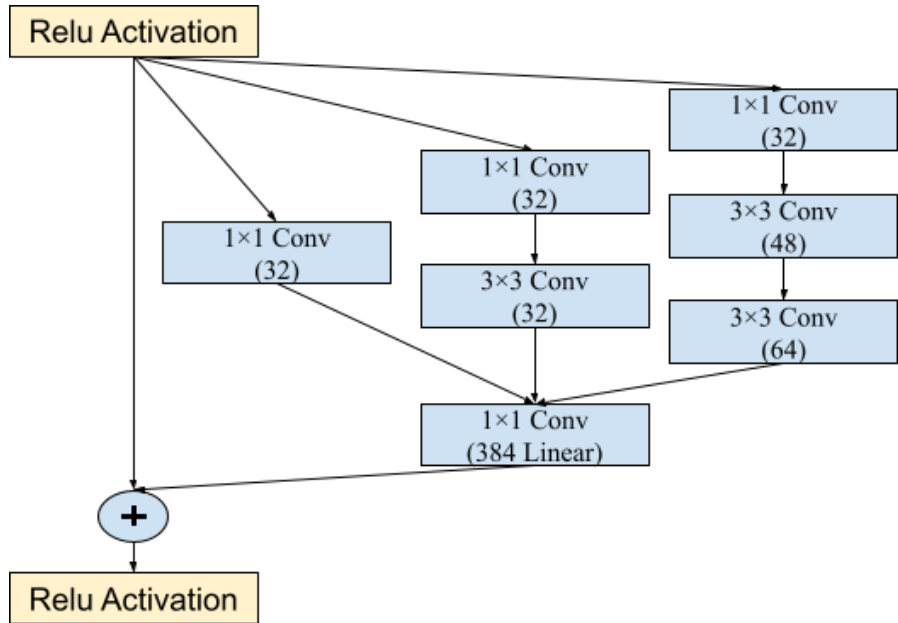 Relu Activation
1×1 Conv
(32)
1×1 Conv
(32)
1×1 Conv
(32)
3×3 Conv
(48)
3×3 Conv
(32)
3×3 Conv
(64)
1×1 Conv
(384 Linear)
+
Relu Activation